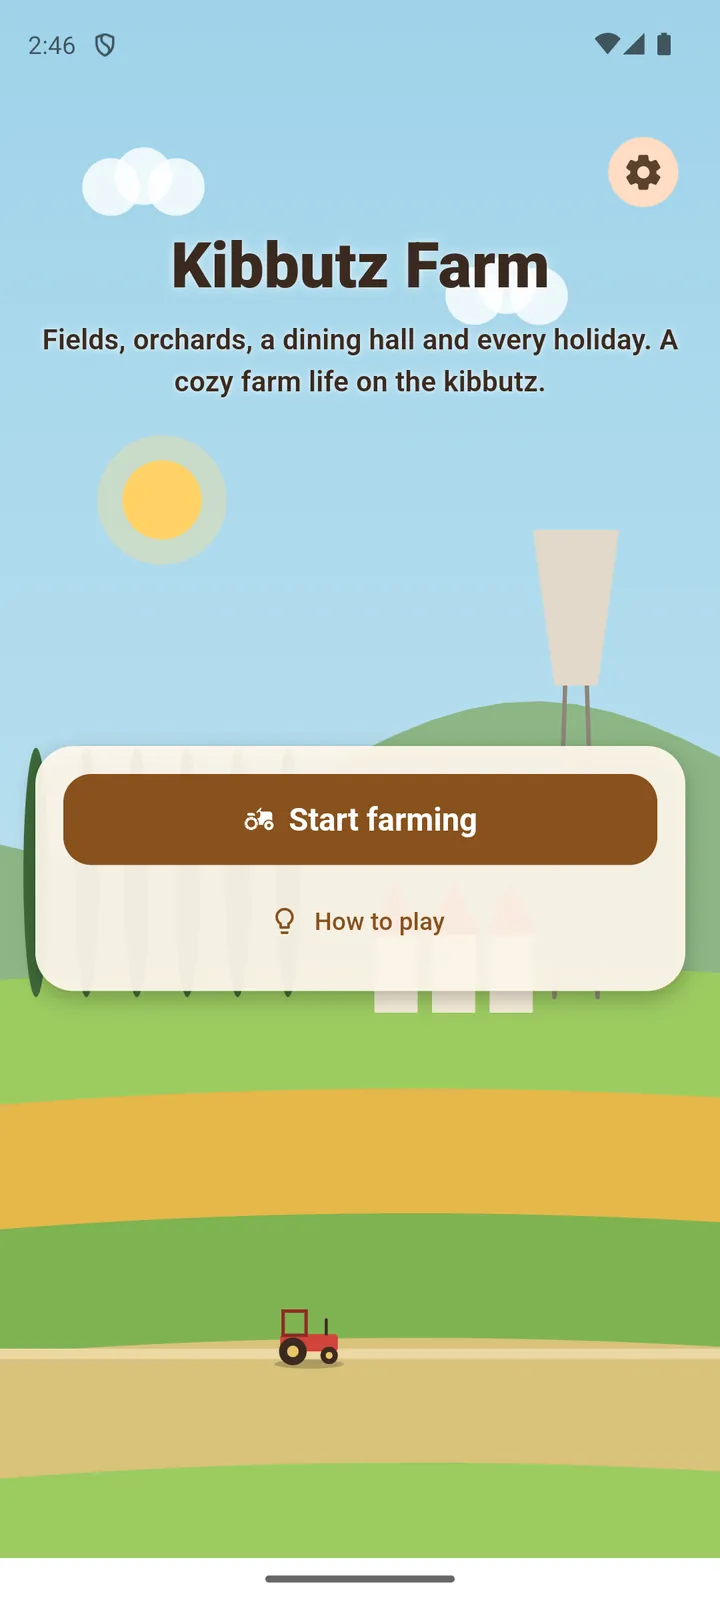 2:46
Kibbutz Farm
Fields, orchards, a dining hall and every holiday. A
cozy farm life on the kibbutz.
Start farming
How to play